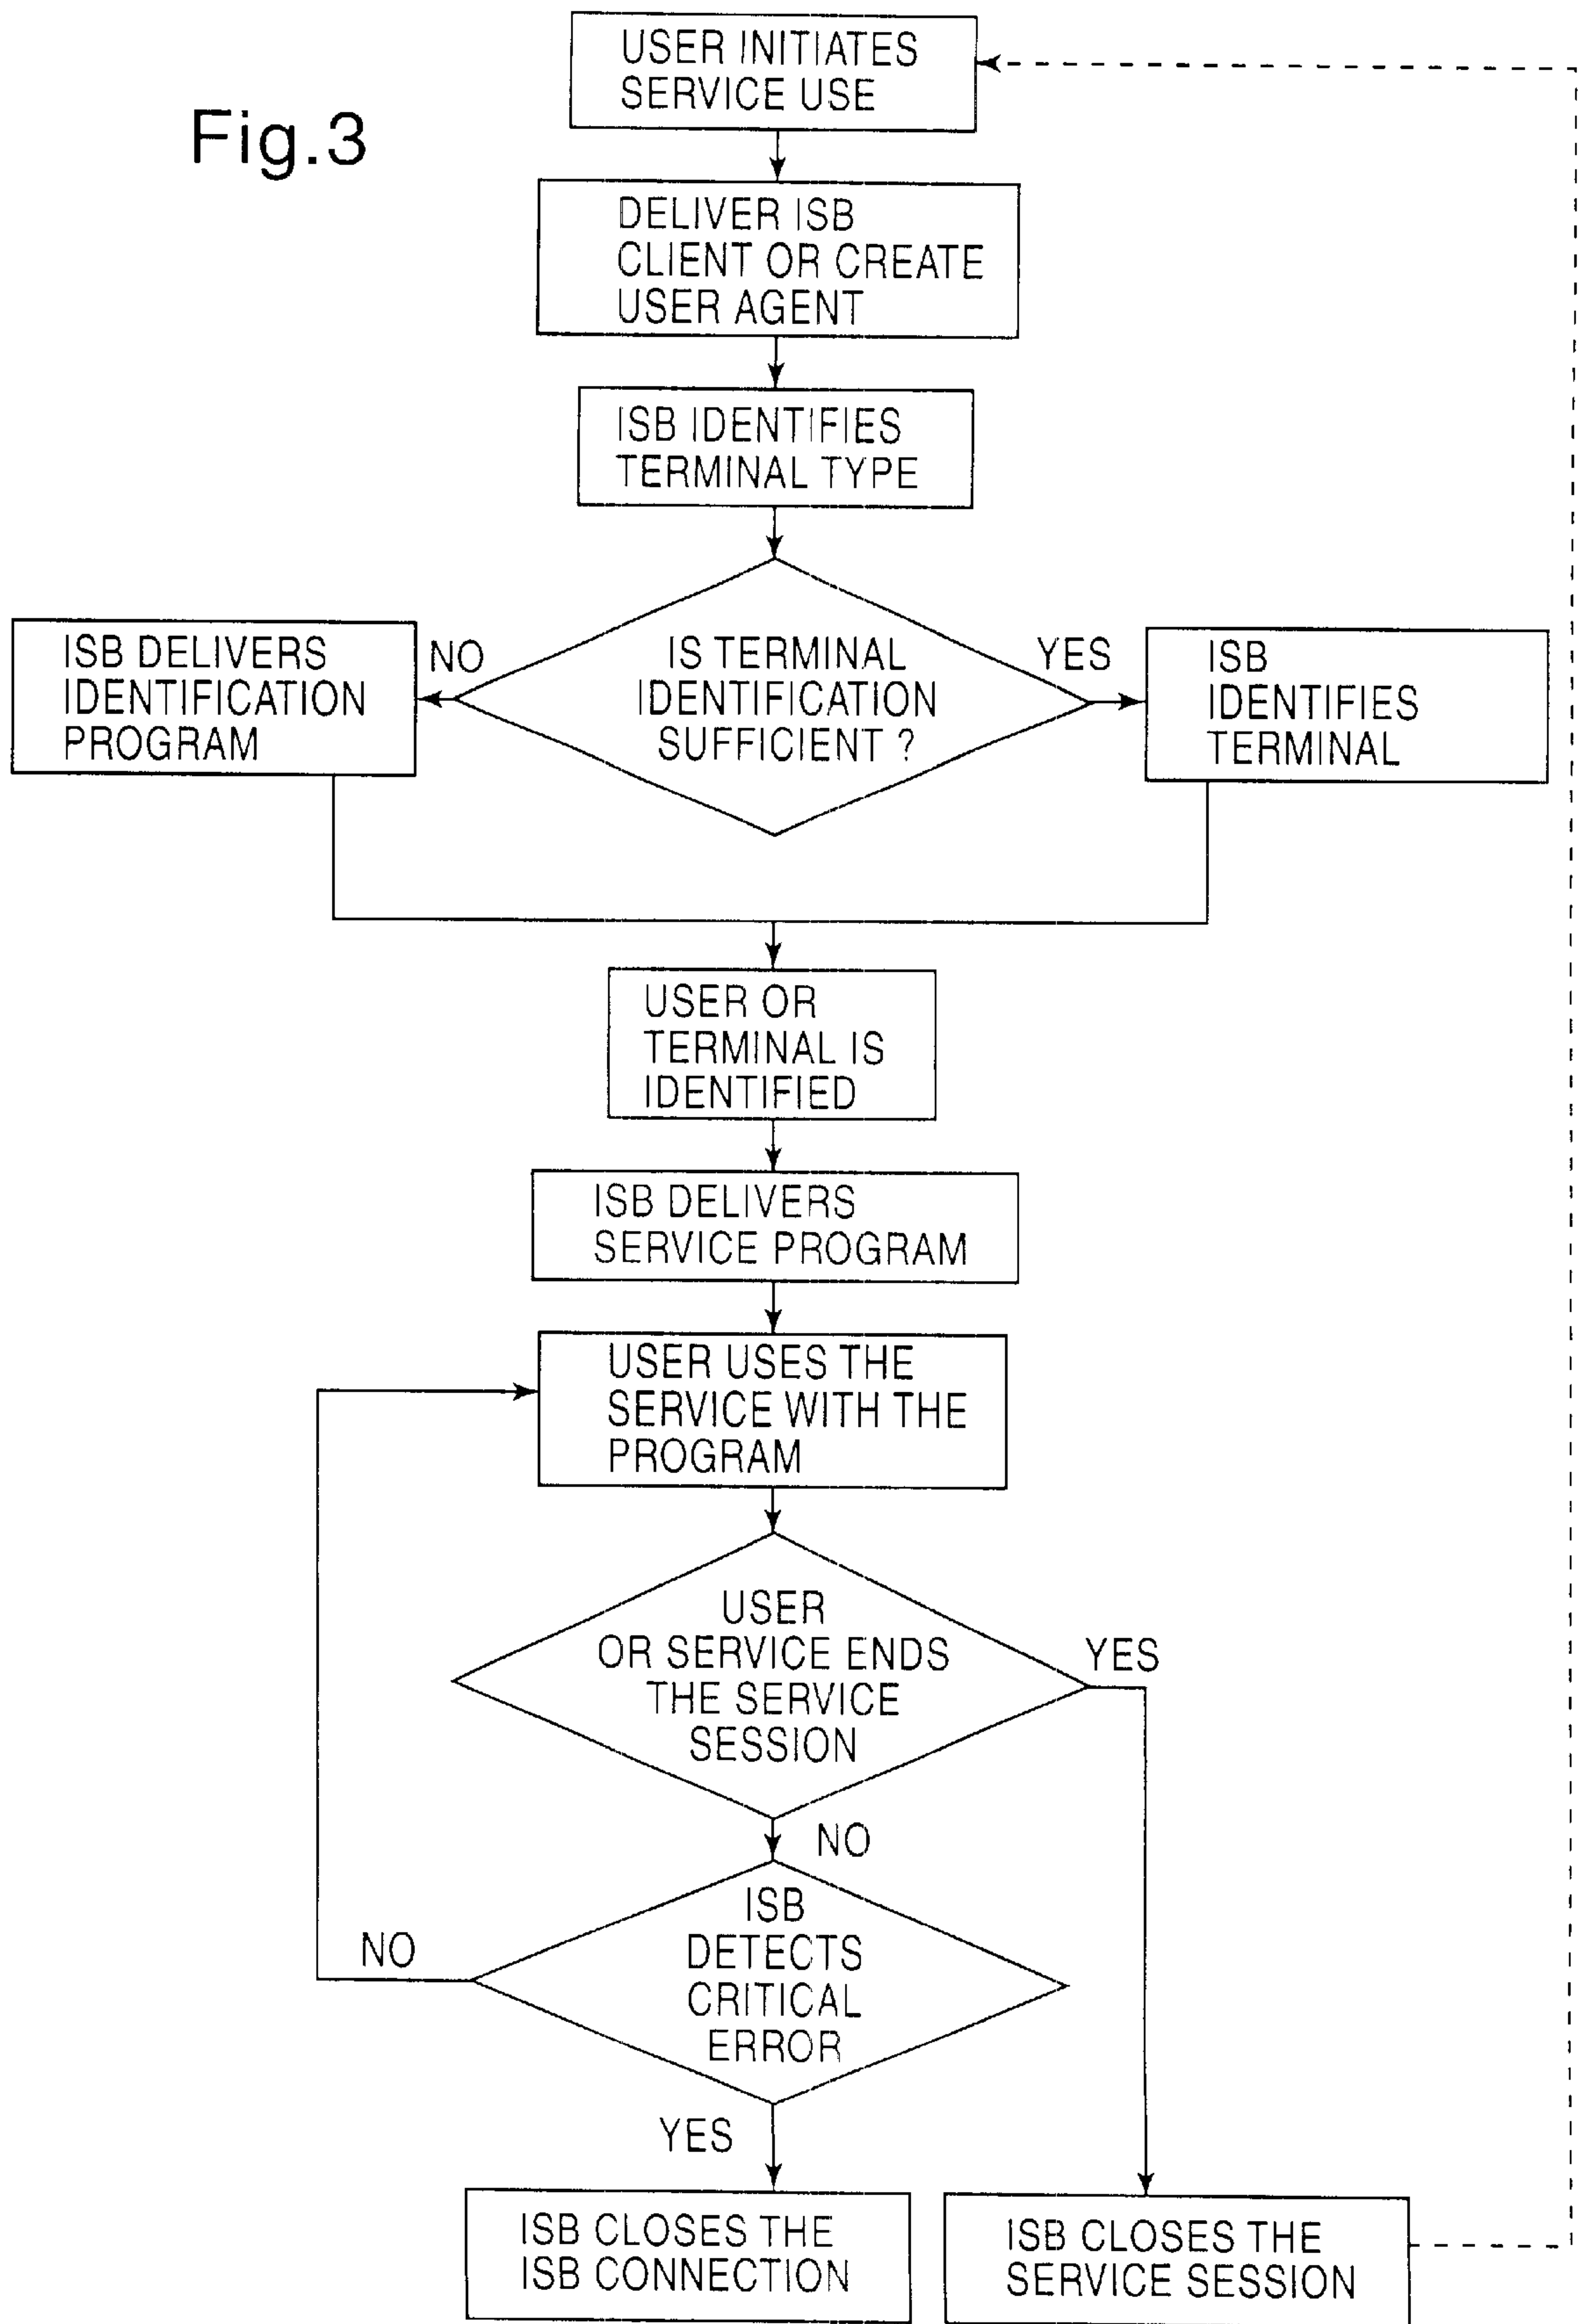 Fig.3
USER INITIATES
SERVICE USE
DELIVER ISB
CLIENT OR CREATE
USER AGENT
ISB IDENTIFIES
TERMINAL TYPE
IS TERMINAL
IDENTIFICATION
SUFFICIENT ?
NO
YES
ISB DELIVERS
IDENTIFICATION
PROGRAM
ISB
IDENTIFIES
TERMINAL
USER OR
TERMINAL IS
IDENTIFIED
ISB DELIVERS
SERVICE PROGRAM
USER USES THE
SERVICE WITH THE
PROGRAM
USER
OR SERVICE ENDS
THE SERVICE
SESSION
YES
NO
ISB
DETECTS
CRITICAL
ERROR
NO
YES
ISB CLOSES THE
ISB CONNECTION
ISB CLOSES THE
SERVICE SESSION